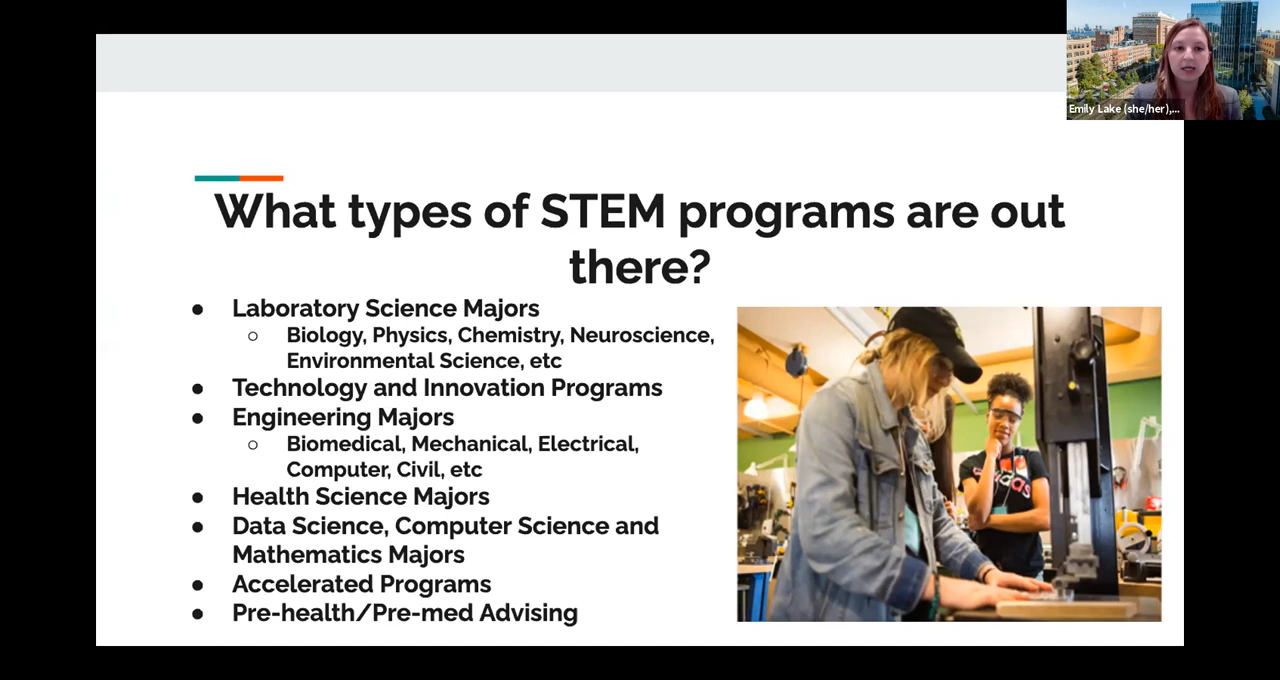 Emily Lake (she/her),...
What types of STEM programs are out
there?
● Laboratory Science Majors
○ Biology, Physics, Chemistry, Neuroscience,
Environmental Science, etc
● Technology and Innovation Programs
● Engineering Majors
○ Biomedical, Mechanical, Electrical,
Computer, Civil, etc
● Health Science Majors
● Data Science, Computer Science and
Mathematics Majors
● Accelerated Programs
● Pre-health/Pre-med Advising
adidas